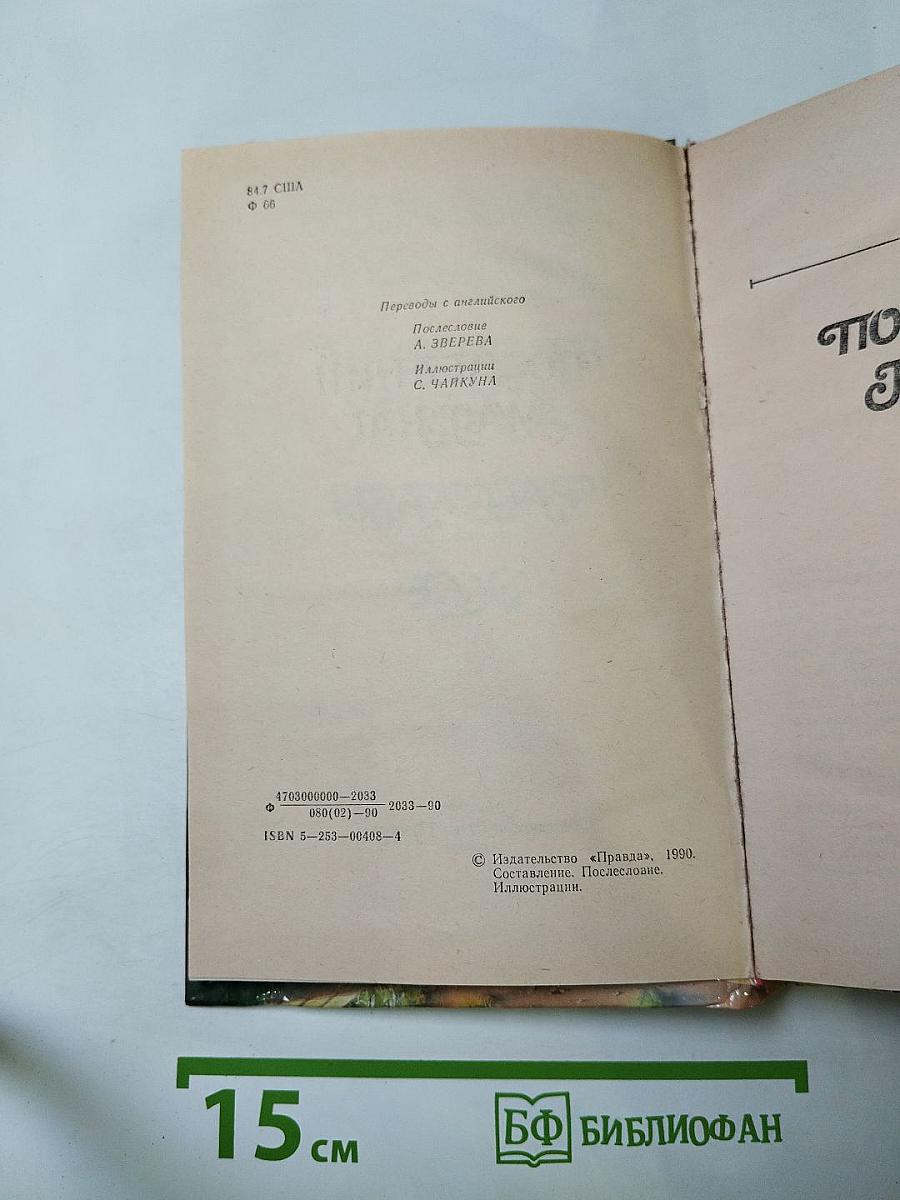 84.7 США
Ф 66
Переводы с английского
Послесловие
А. ЗВЕРЕВА
Иллюстрации
С. ЧАЙКУНА
Ф 4703000000—2033
080(02)—90 2033—90
ISBN 5—253—00408—4
© Издательство «Правда», 1990.
Составление. Послесловие.
Иллюстрации.
ПО
15 см
БФ БИБЛИОФАН